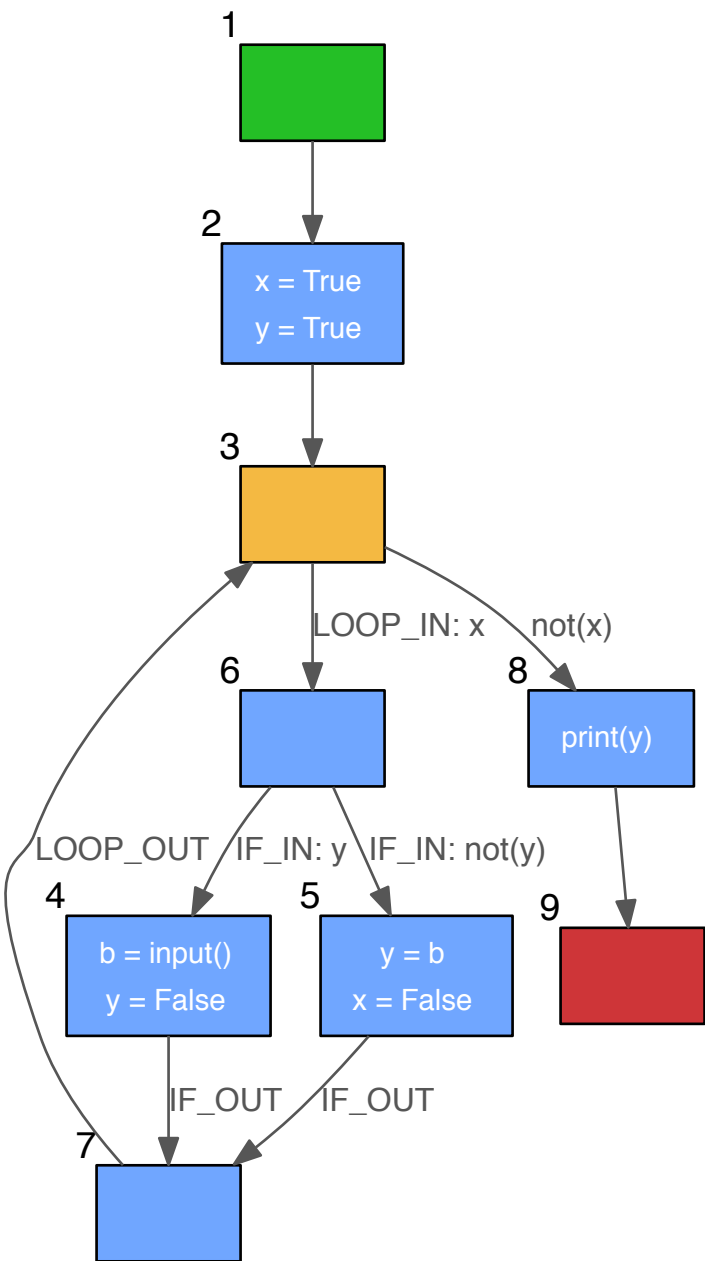 1
2
x = True
y = True
3
LOOP_IN: x
not(x)
6
8
print(y)
LOOP_OUT
IF_IN: y
IF_IN: not(y)
4
b = input()
y = False
5
y = b
x = False
9
IF_OUT
IF_OUT
7